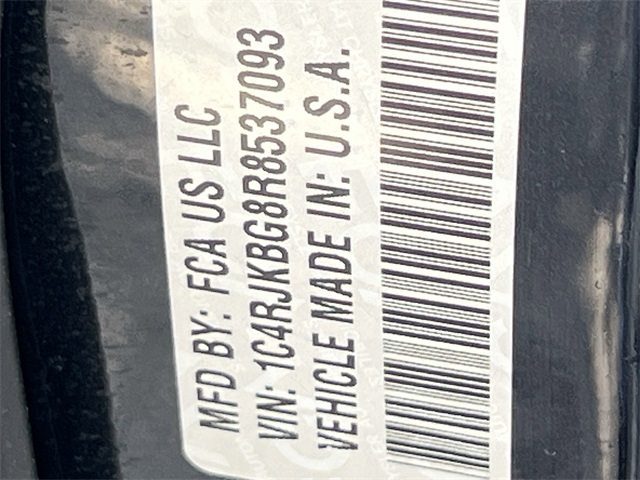 MFD BY: FCA US LLC
VIN: 1C4RJKBG8R8537093
VEHICLE MADE IN: U.S.A.